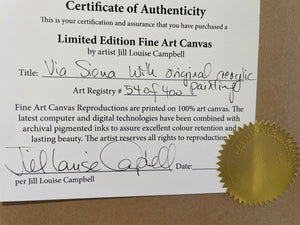 Certificate of Authenticity
This is your certification and assurance that you have purchased a
Limited Edition Fine Art Canvas
by artist Jill Louise Campbell
Title: Via Siena with original acrylic painting
Art Registry # 54 of 400
Fine Art Canvas Reproductions are printed on 100% art canvas. The
latest computer and digital technologies have been combined with
archival pigmented inks to assure excellent colour retention and
lasting beauty. The artist reserves all rights to reproduction.
Jill Louise Campbell Date:
per Jill Louise Campbell